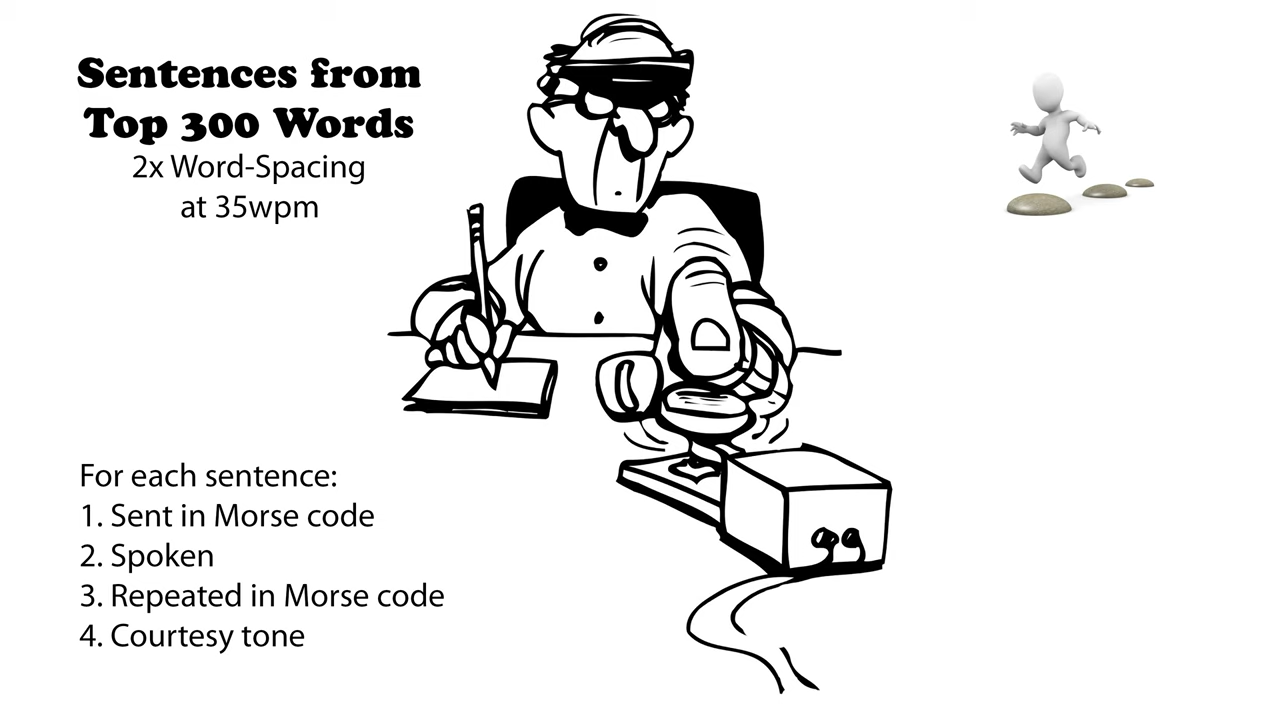 Sentences from
Top 300 Words
2x Word-Spacing
at 35wpm
For each sentence:
1. Sent in Morse code
2. Spoken
3. Repeated in Morse code
4. Courtesy tone